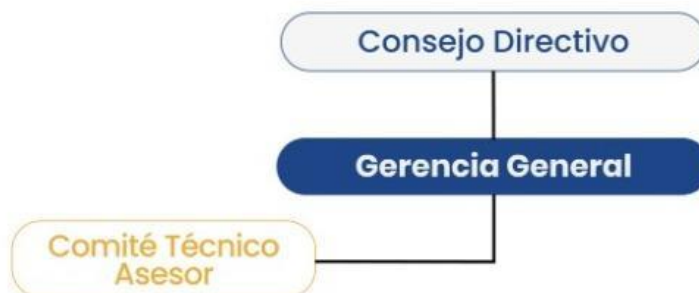 Consejo Directivo
Gerencia General
Comité Técnico
Asesor